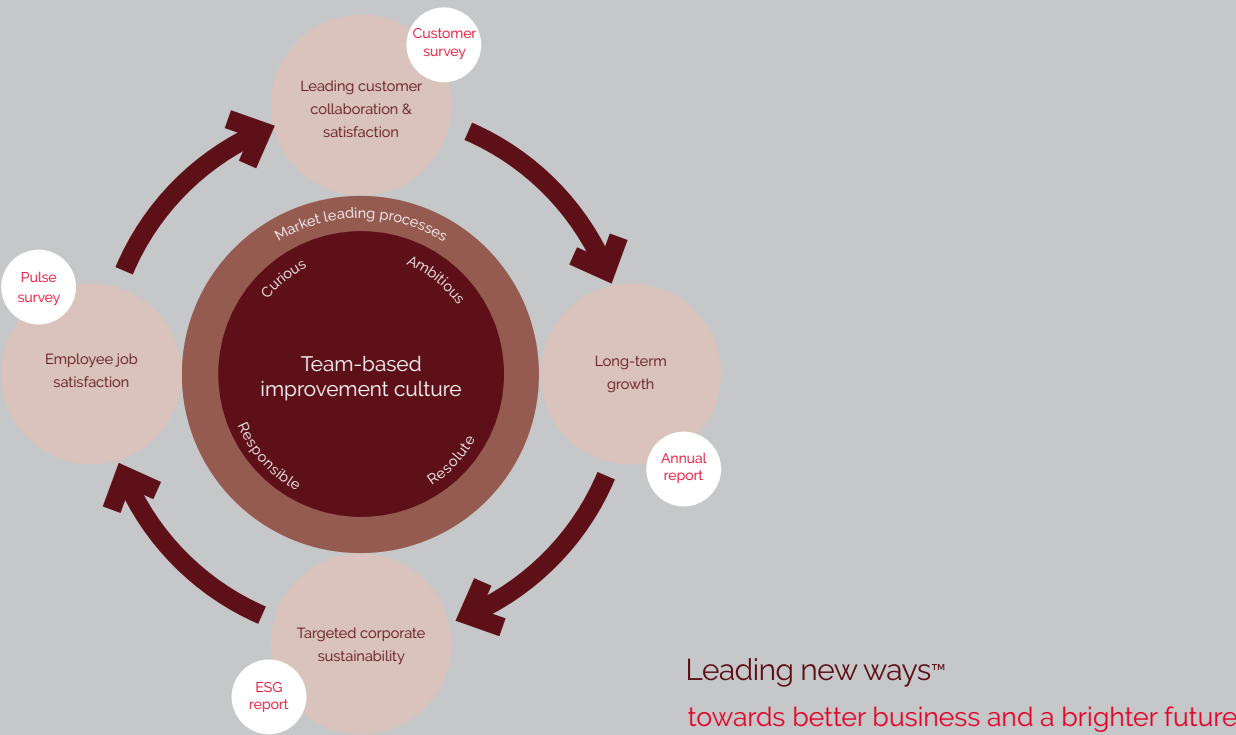 Customer
survey
Leading customer
collaboration &
satisfaction
Market leading processes
Curious
Ambitious
Pulse
survey
Employee job
satisfaction
Team-based
improvement culture
Long-term
growth
Responsible
Resolute
Annual
report
Targeted corporate
sustainability
ESG
report
Leading new ways™
towards better business and a brighter future